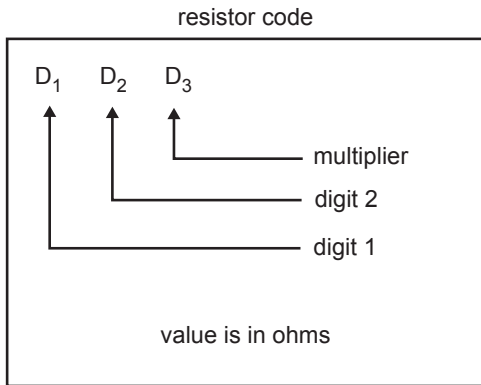 resistor code
D₁ D₂ D₃
multiplier
digit 2
digit 1
value is in ohms